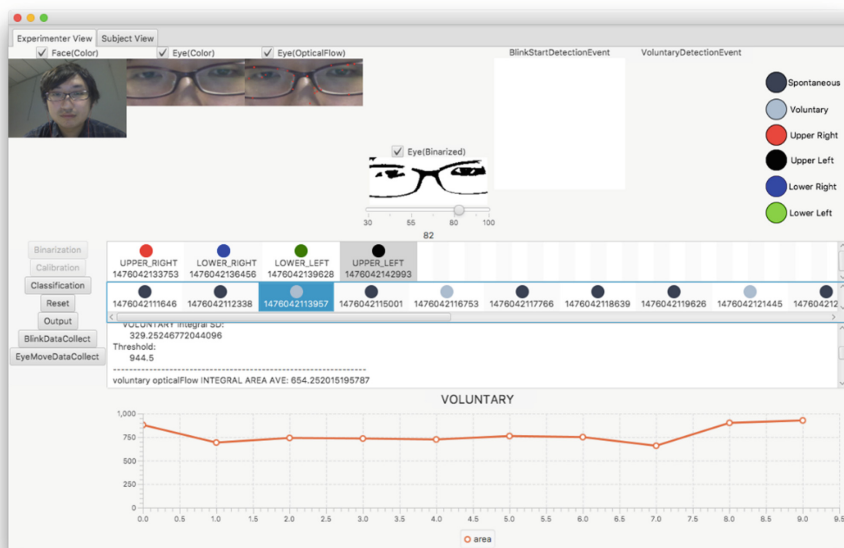 Experimenter View Subject View
Face(Color) Eye(Color) Eye(OpticalFlow) BlinkStartDetectionEvent VoluntaryDetectionEvent
Spontaneous
Voluntary
Upper Right
Upper Left
Lower Right
Lower Left
Eye(Binarized)
30 55 80 100
82
Binarization
Calibration
Classification
Reset
Output
BlinkDataCollect
EyeMoveDataCollect
UPPER_RIGHT LOWER_RIGHT LOWER_LEFT UPPER_LEFT
1476042133753 1476042136456 1476042139628 1476042142993
1476042111646 1476042112338 1476042113957 1476042115001 1476042116753 1476042117766 1476042118639 1476042119626 1476042121445 147604212
VOLUNTARY Integral SD:
329.25246772044096
Threshold:
944.5
----------------------------------------------------------------
voluntary opticalFlow INTEGRAL AREA AVE: 654.252015195787
VOLUNTARY
1,000
750
500
250
0
0.0 0.5 1.0 1.5 2.0 2.5 3.0 3.5 4.0 4.5 5.0 5.5 6.0 6.5 7.0 7.5 8.0 8.5 9.0 9.5
area